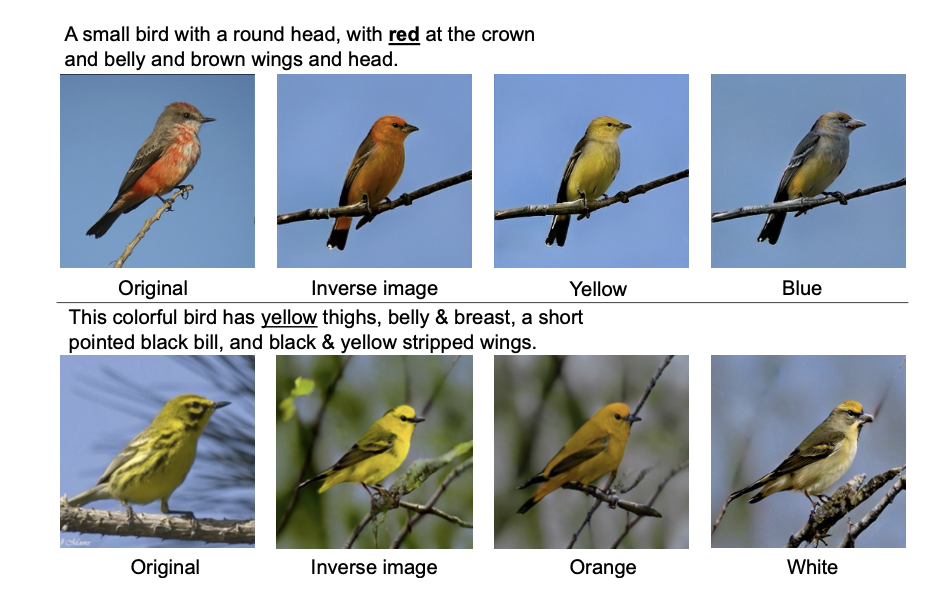 A small bird with a round head, with red at the crown
and belly and brown wings and head.
Original Inverse image Yellow Blue
This colorful bird has yellow thighs, belly & breast, a short
pointed black bill, and black & yellow stripped wings.
Original Inverse image Orange White